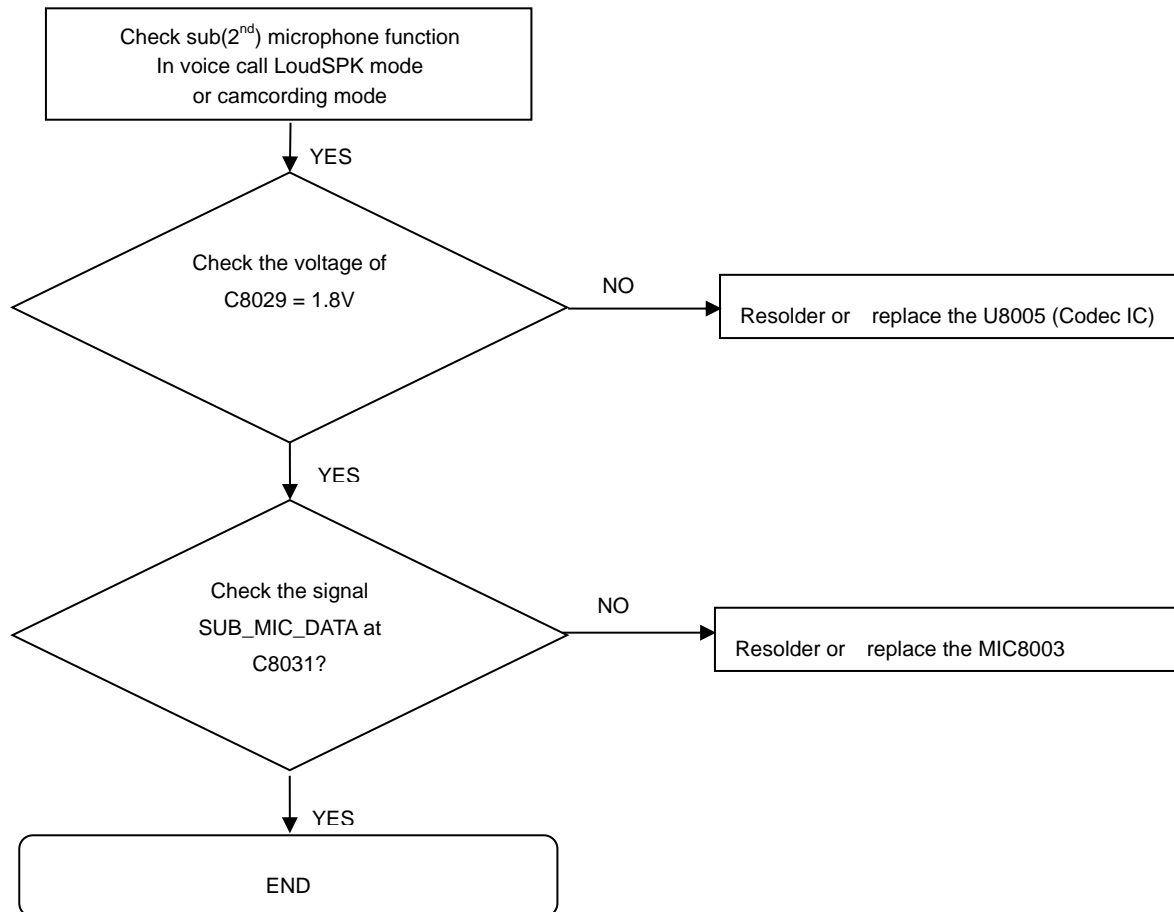 Check sub(2nd) microphone function
In voice call LoudSPK mode
or camcording mode
YES
Check the voltage of
C8029 = 1.8V
NO
Resolder or replace the U8005 (Codec IC)
YES
Check the signal
SUB_MIC_DATA at
C8031?
NO
Resolder or replace the MIC8003
YES
END